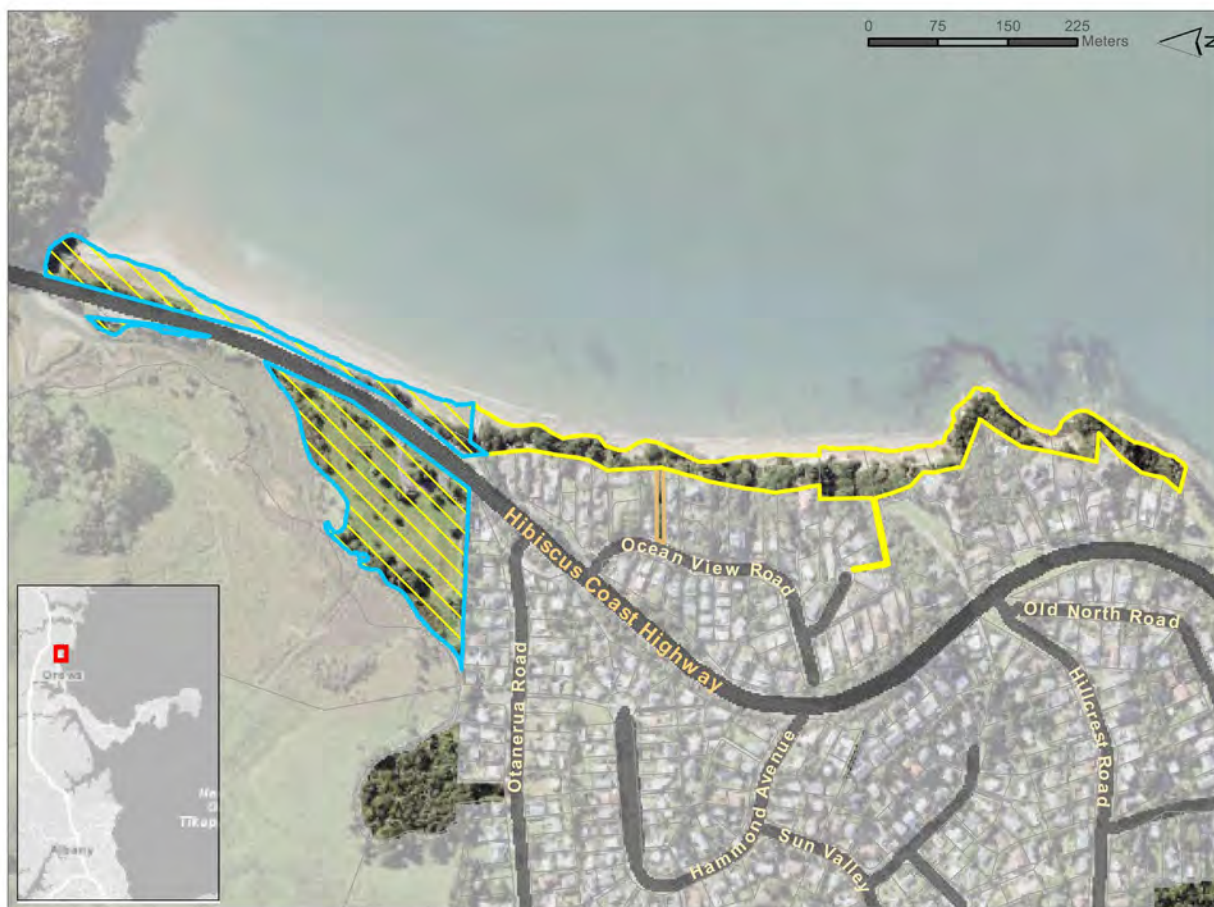 0 75 150 225
Meters
N
Hibiscus Coast Highway
Ocean View Road
Otanerua Road
Old North Road
Hillcrest Road
Hammond Avenue
Sun Valley
Orewa
Albany